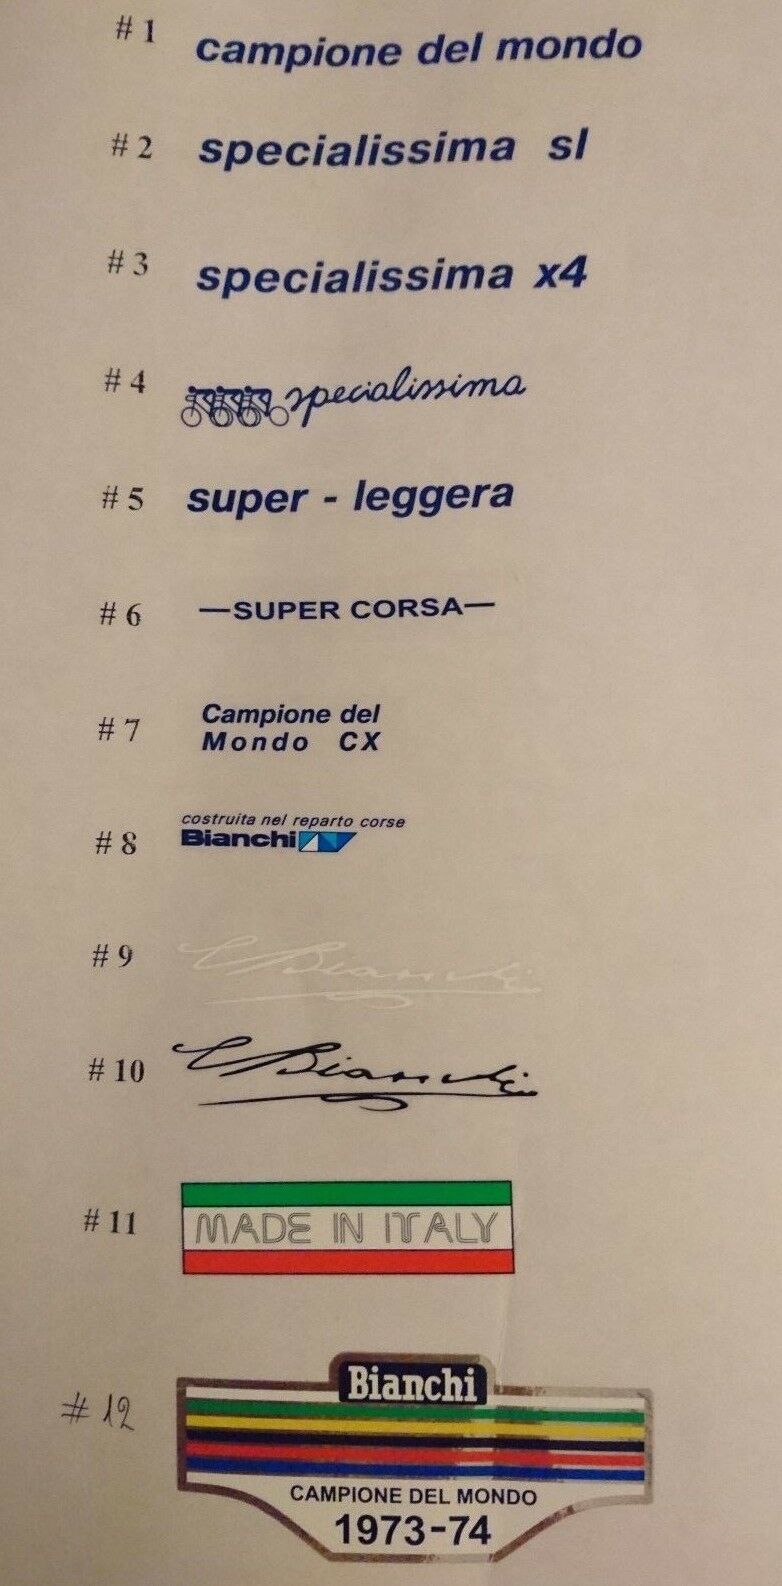 # 1 campione del mondo
# 2 specialissima sl
# 3 specialissima x4
# 4 specialissima
# 5 super - leggera
# 6 —SUPER CORSA—
# 7 Campione del
Mondo CX
# 8 costruita nel reparto corse
Bianchi
# 9 E Bianchi
# 10 E Bianchi
# 11 MADE IN ITALY
# 12 Bianchi
CAMPIONE DEL MONDO
1973-74